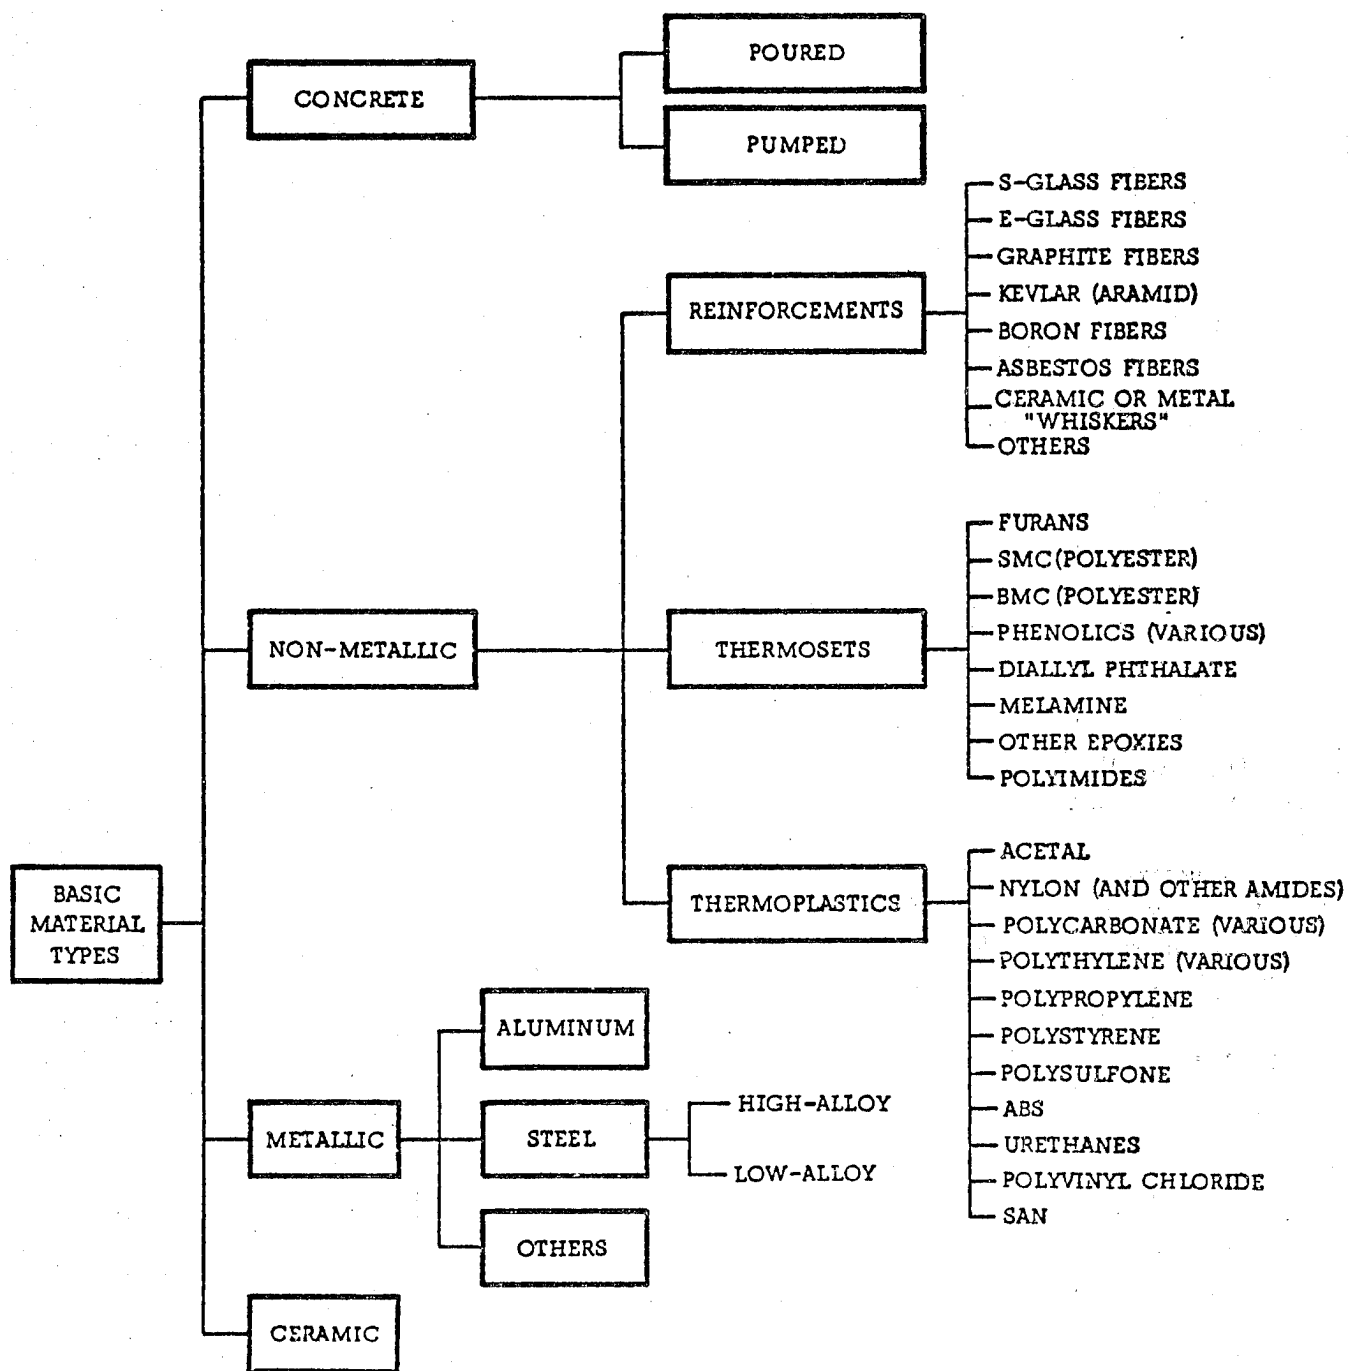 POURED
CONCRETE
PUMPED
S-GLASS FIBERS
E-GLASS FIBERS
GRAPHITE FIBERS
REINFORCEMENTS
KEVLAR (ARAMID)
BORON FIBERS
ASBESTOS FIBERS
CERAMIC OR METAL
"WHISKERS"
OTHERS
FURANS
SMC (POLYESTER)
BMC (POLYESTER)
NON-METALLIC
THERMOSETS
PHENOLICS (VARIOUS)
DIALLYL PHTHALATE
MELAMINE
OTHER EPOXIES
POLYIMIDES
BASIC
MATERIAL
TYPES
THERMOPLASTICS
ACETAL
NYLON (AND OTHER AMIDES)
POLYCARBONATE (VARIOUS)
POLYTHYLENE (VARIOUS)
POLYPROPYLENE
POLYSTYRENE
POLYSULFONE
ABS
URETHANES
POLYVINYL CHLORIDE
SAN
ALUMINUM
METALLIC
STEEL
HIGH-ALLOY
LOW-ALLOY
OTHERS
CERAMIC